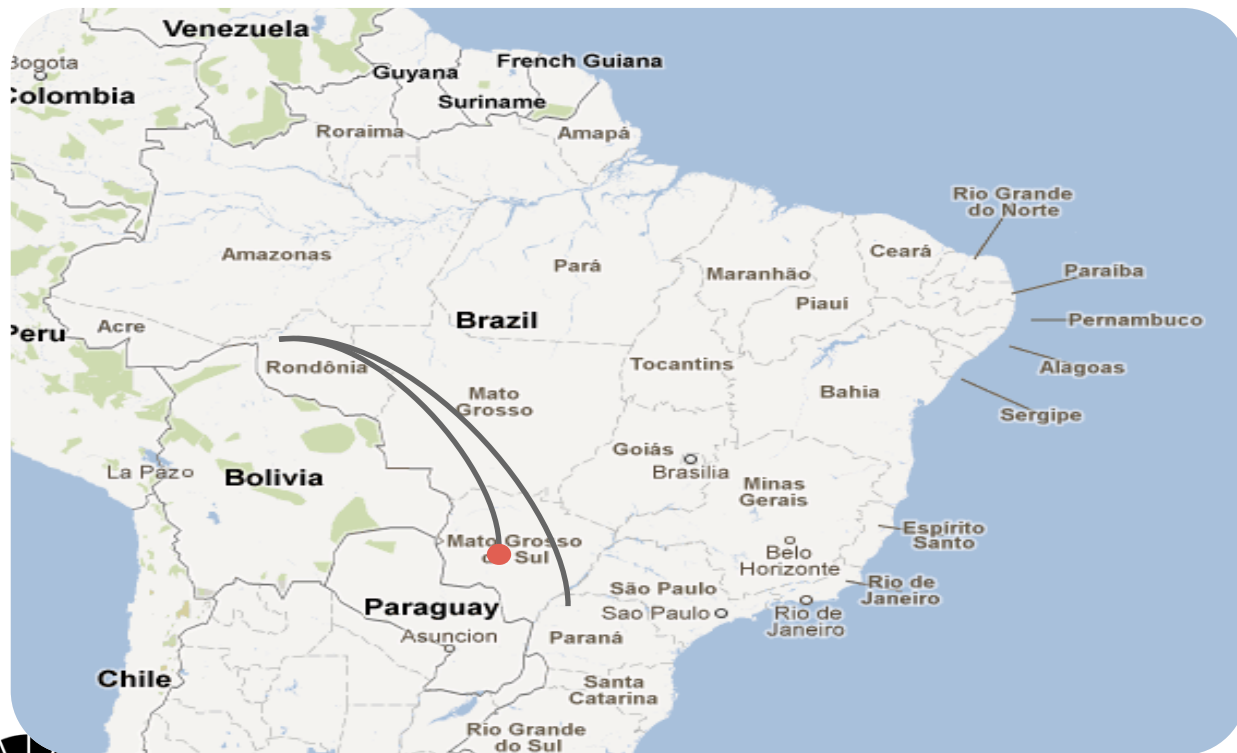 Venezuela
French Guiana
Bogota
Guyana
Colombia
Suriname
Roraima
Amapá
Rio Grande
do Norte
Amazonas
Pará
Ceará
Maranhão
Paraíba
Piauí
Brazil
Pernambuco
Peru
Acre
Rondônia
Tocantins
Alagoas
Mato
Grosso
Bahia
Sergipe
Goiás
Brasilia
La Paz
Bolivia
Minas
Gerais
Espírito
Santo
Mato Grosso
do Sul
Belo
Horizonte
São Paulo
Rio de
Janeiro
Paraguay
Sao Paulo
Rio de
Janeiro
Asuncion
Paraná
Chile
Santa
Catarina
Rio Grande
do Sul